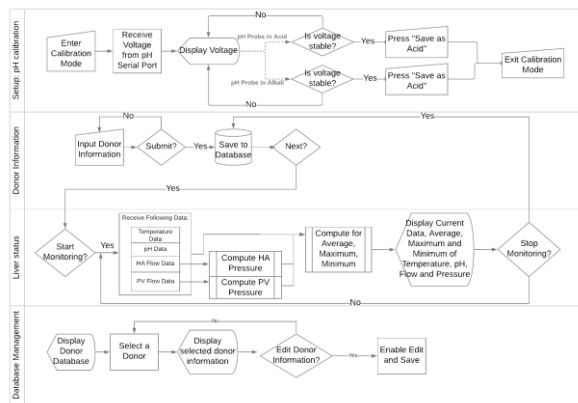 Setup: pH calibration
No
Enter
Calibration
Mode
Receive
Voltage
from pH
Serial Port
Display Voltage
pH Probe in Acid
Is voltage
stable?
Yes
Press "Save as
Acid"
pH Probe in Alkali
Is voltage
stable?
Yes
Press "Save as
Acid"
No
Exit Calibration
Mode
Donor Information
No
Input Donor
Information
Submit?
Yes
Save to
Database
Next?
Yes
Yes
Liver status
Start
Monitoring?
Yes
Receive Following Data:
Temperature
Data
pH Data
HA Flow Data
PV Flow Data
Compute HA
Pressure
Compute PV
Pressure
Compute for
Average,
Maximum,
Minimum
Display Current
Data, Average,
Maximum and
Minimum of
Temperature, pH,
Flow and Pressure
Stop
Monitoring?
No
Database Management
Display
Donor
Database
Select a
Donor
No
Display
selected donor
information
Edit Donor
Information?
Yes
Enable Edit
and Save